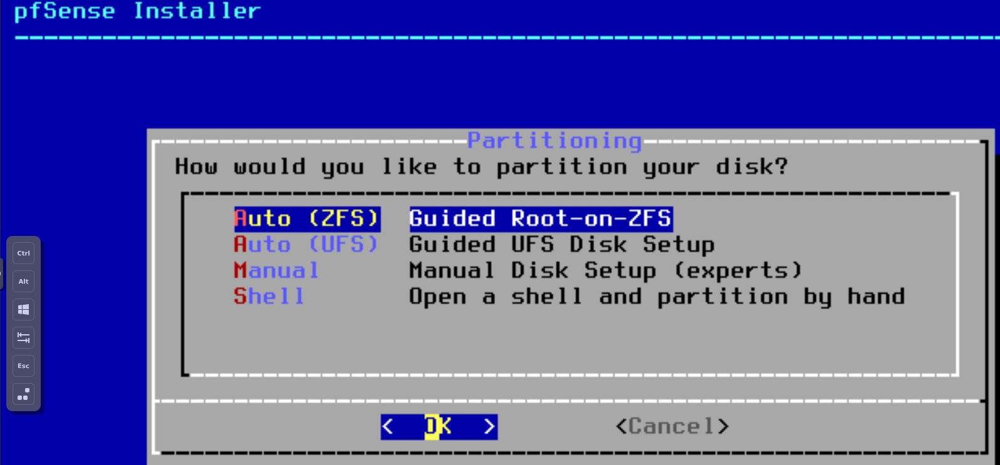 pfSense Installer
Partitioning
How would you like to partition your disk?
Auto (ZFS) Guided Root-on-ZFS
Auto (UFS) Guided UFS Disk Setup
Manual Manual Disk Setup (experts)
Shell Open a shell and partition by hand
< OK > <Cancel>
Ctrl
Alt
Esc